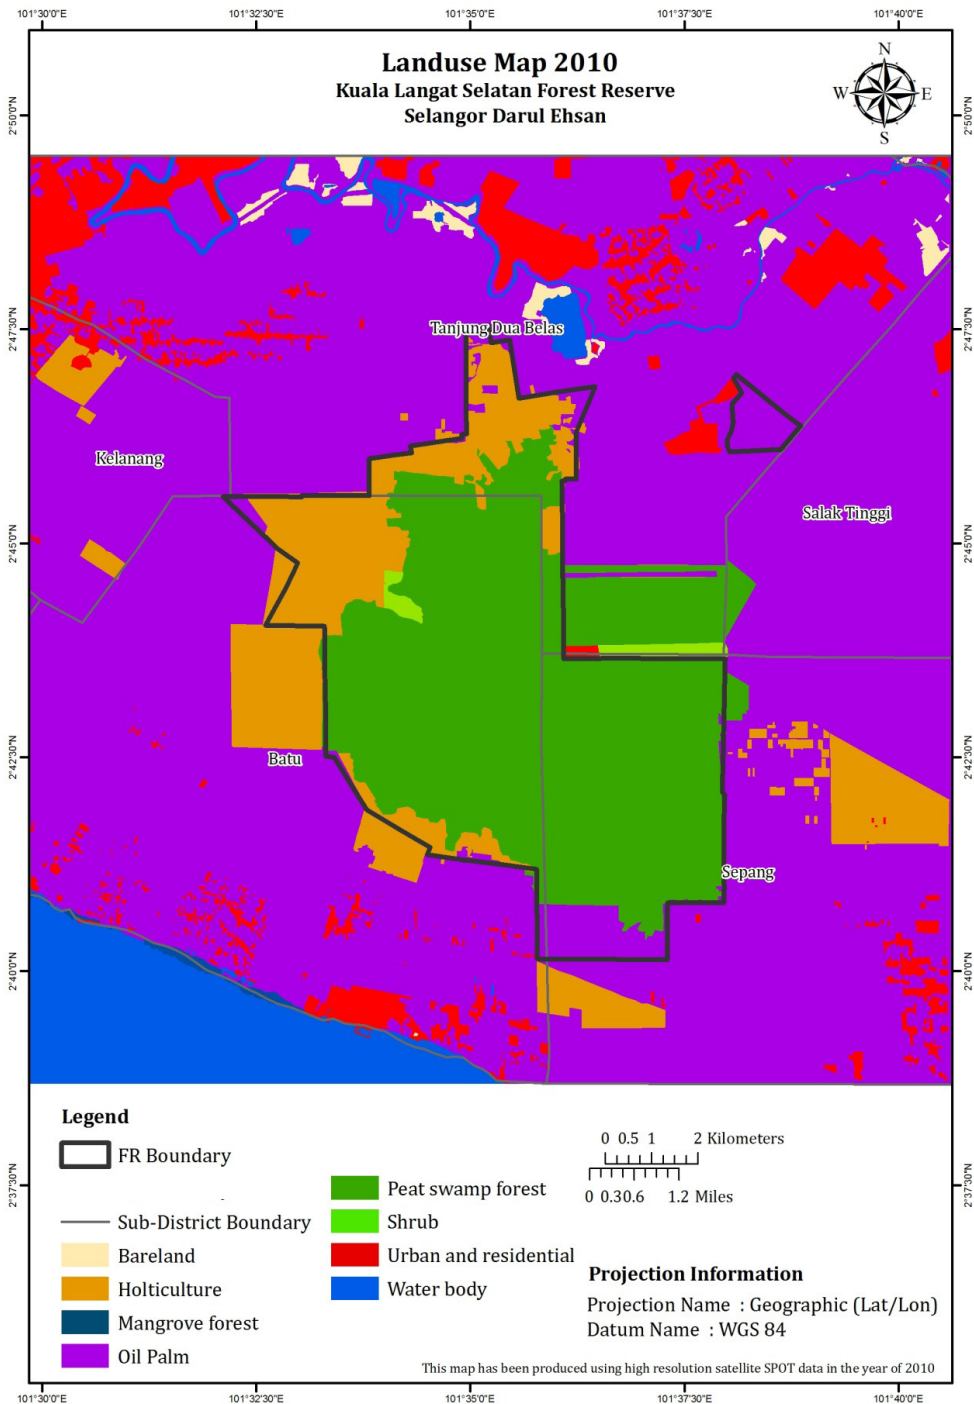 101°30'0"E 101°32'30"E 101°35'0"E 101°37'30"E 101°40'0"E
Landuse Map 2010
Kuala Langat Selatan Forest Reserve
Selangor Darul Ehsan
N
W E
S
2°50'0"N 2°50'0"N
2°47'30"N 2°47'30"N
Tanjung Dua Belas
Kelanang
Salak Tinggi
2°45'0"N 2°45'0"N
2°42'30"N 2°42'30"N
Batu
Sepang
2°40'0"N 2°40'0"N
Legend
FR Boundary
Sub-District Boundary
Bareland
Holticulture
Mangrove forest
Oil Palm
Peat swamp forest
Shrub
Urban and residential
Water body
0 0.5 1 2 Kilometers
0 0.30.6 1.2 Miles
2°37'30"N 2°37'30"N
Projection Information
Projection Name : Geographic (Lat/Lon)
Datum Name : WGS 84
This map has been produced using high resolution satellite SPOT data in the year of 2010
101°30'0"E 101°32'30"E 101°35'0"E 101°37'30"E 101°40'0"E